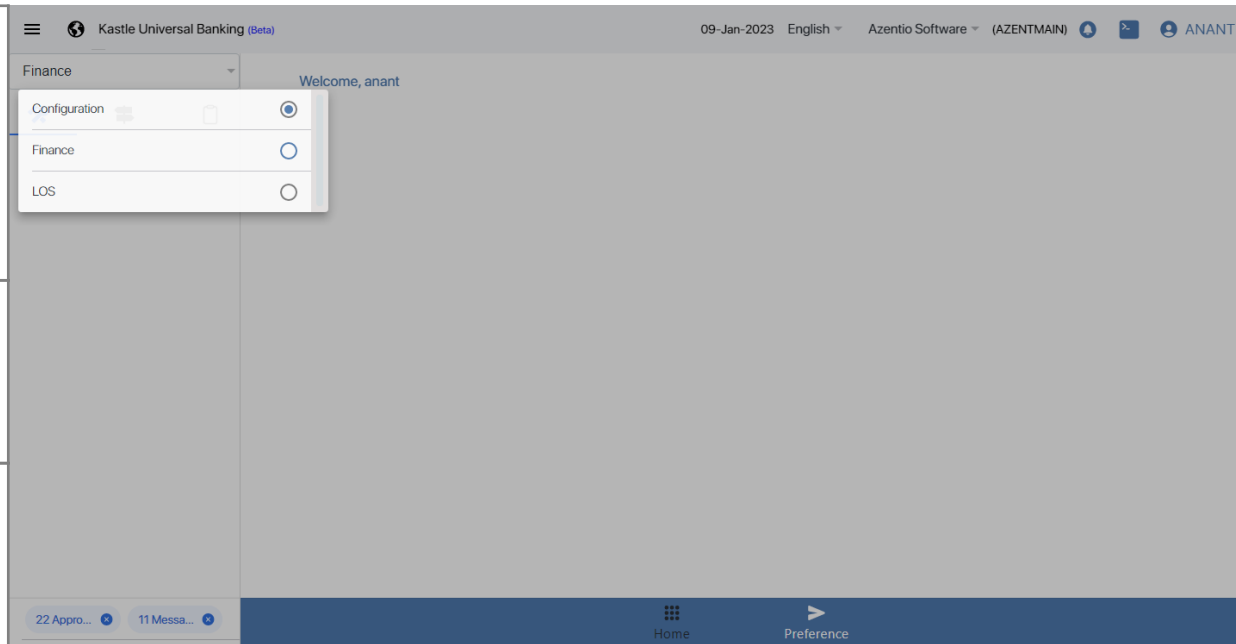 Kastle Universal Banking (Beta)
09-Jan-2023 English Azentio Software (AZENTMAIN) ANANT
Finance
Welcome, anant
Configuration
Finance
LOS
22 Appro... 11 Messa...
Home Preference